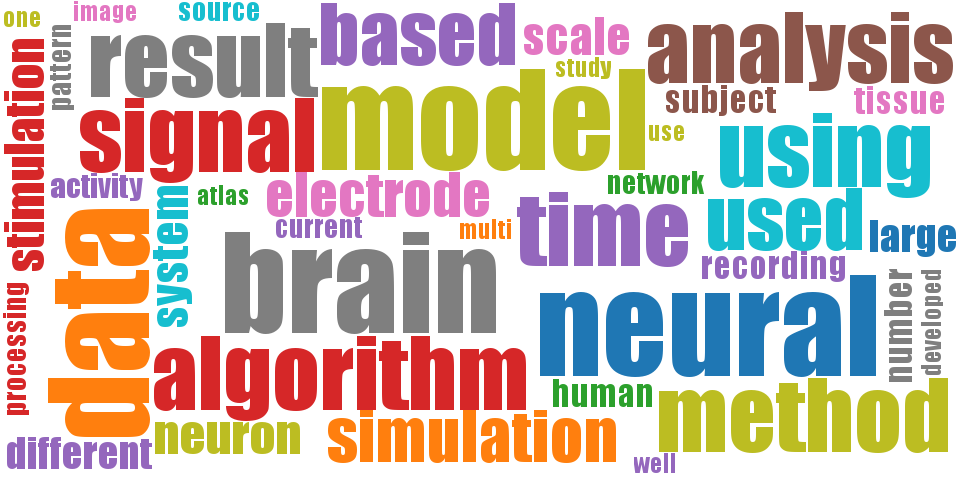 one
image
source
pattern
result
based
scale
study
analysis
subject
tissue
stimulation
signal
model
use
using
activity
atlas
electrode
network
system
current
multi
time
used
large
recording
data
brain
neural
number
developed
processing
algorithm
human
method
different
neuron
simulation
well